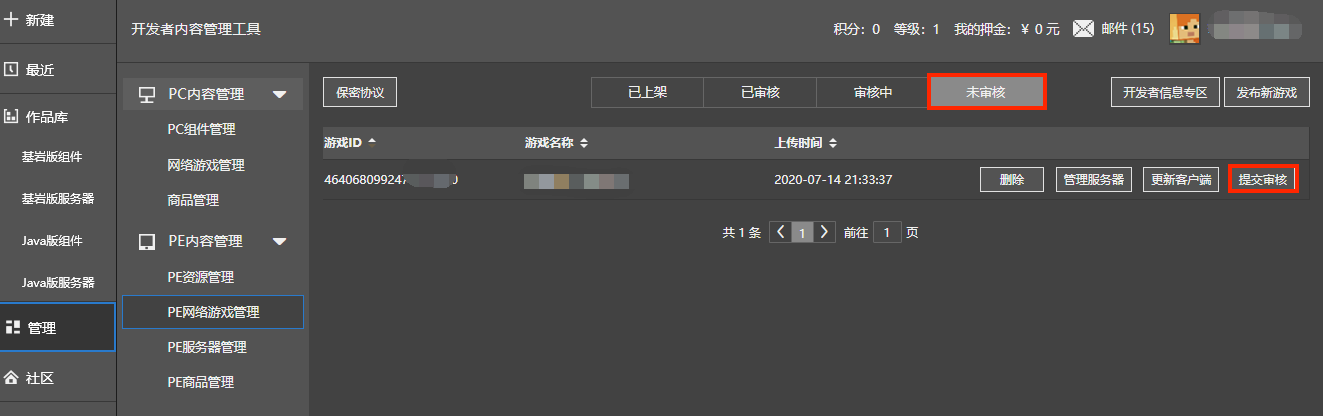 新建
最近
作品库
基岩版组件
基岩版服务器
Java版组件
Java版服务器
管理
社区
开发者内容管理工具
积分：0 等级：1 我的押金：¥ 0 元 邮件 (15)
PC内容管理
PC组件管理
网络游戏管理
商品管理
PE内容管理
PE资源管理
PE网络游戏管理
PE服务器管理
PE商品管理
保密协议 已上架 已审核 审核中 未审核 开发者信息专区 发布新游戏
游戏ID 游戏名称 上传时间
2020-07-14 21:33:37 删除 管理服务器 更新客户端 提交审核
共 1 条 1 前往 1 页